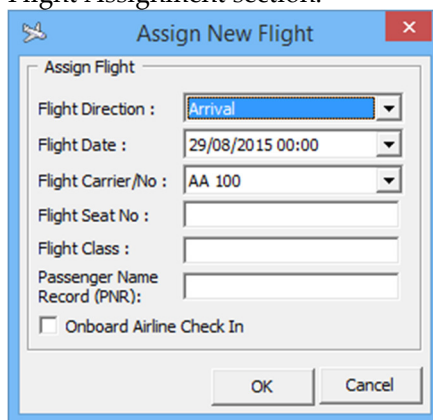 Flight Assignment section.
Assign New Flight
Assign Flight
Flight Direction : Arrival
Flight Date : 29/08/2015 00:00
Flight Carrier/No : AA 100
Flight Seat No :
Flight Class :
Passenger Name
Record (PNR):
Onboard Airline Check In
OK Cancel